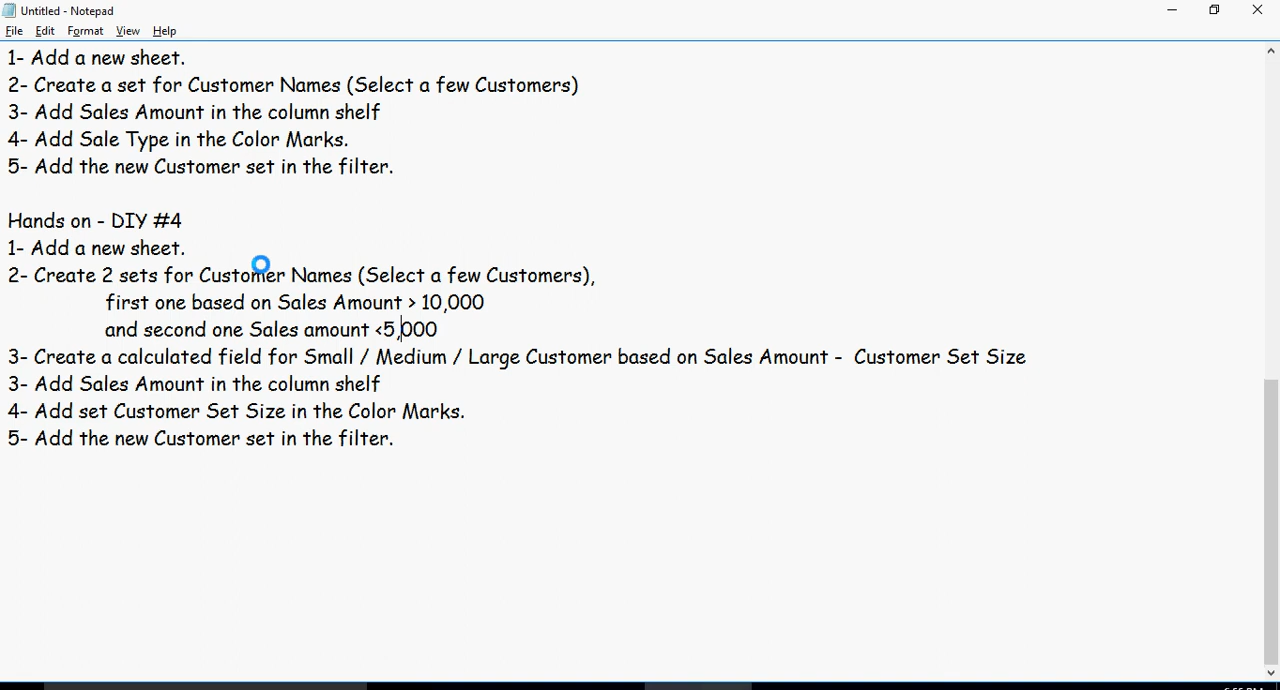 Untitled - Notepad
File Edit Format View Help
1- Add a new sheet.
2- Create a set for Customer Names (Select a few Customers)
3- Add Sales Amount in the column shelf
4- Add Sale Type in the Color Marks.
5- Add the new Customer set in the filter.
Hands on - DIY #4
1- Add a new sheet.
2- Create 2 sets for Customer Names (Select a few Customers),
first one based on Sales Amount > 10,000
and second one Sales amount <5,000
3- Create a calculated field for Small / Medium / Large Customer based on Sales Amount - Customer Set Size
3- Add Sales Amount in the column shelf
4- Add set Customer Set Size in the Color Marks.
5- Add the new Customer set in the filter.